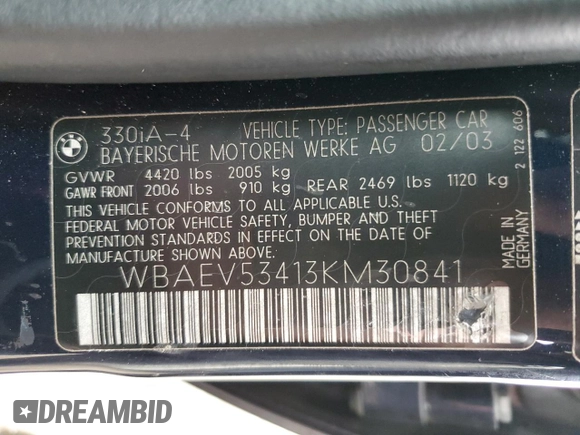 330iA-4 VEHICLE TYPE: PASSENGER CAR
BAYERISCHE MOTOREN WERKE AG 02/03
GVWR 4420 lbs 2005 kg
GAWR FRONT 2006 lbs 910 kg REAR 2469 lbs 1120 kg
THIS VEHICLE CONFORMS TO ALL APPLICABLE U.S.
FEDERAL MOTOR VEHICLE SAFETY, BUMPER AND THEFT
PREVENTION STANDARDS IN EFFECT ON THE DATE OF
MANUFACTURE SHOWN ABOVE.
WBAEV53413KM30841
MADE IN
GERMANY
2 122 606
DREAMBID